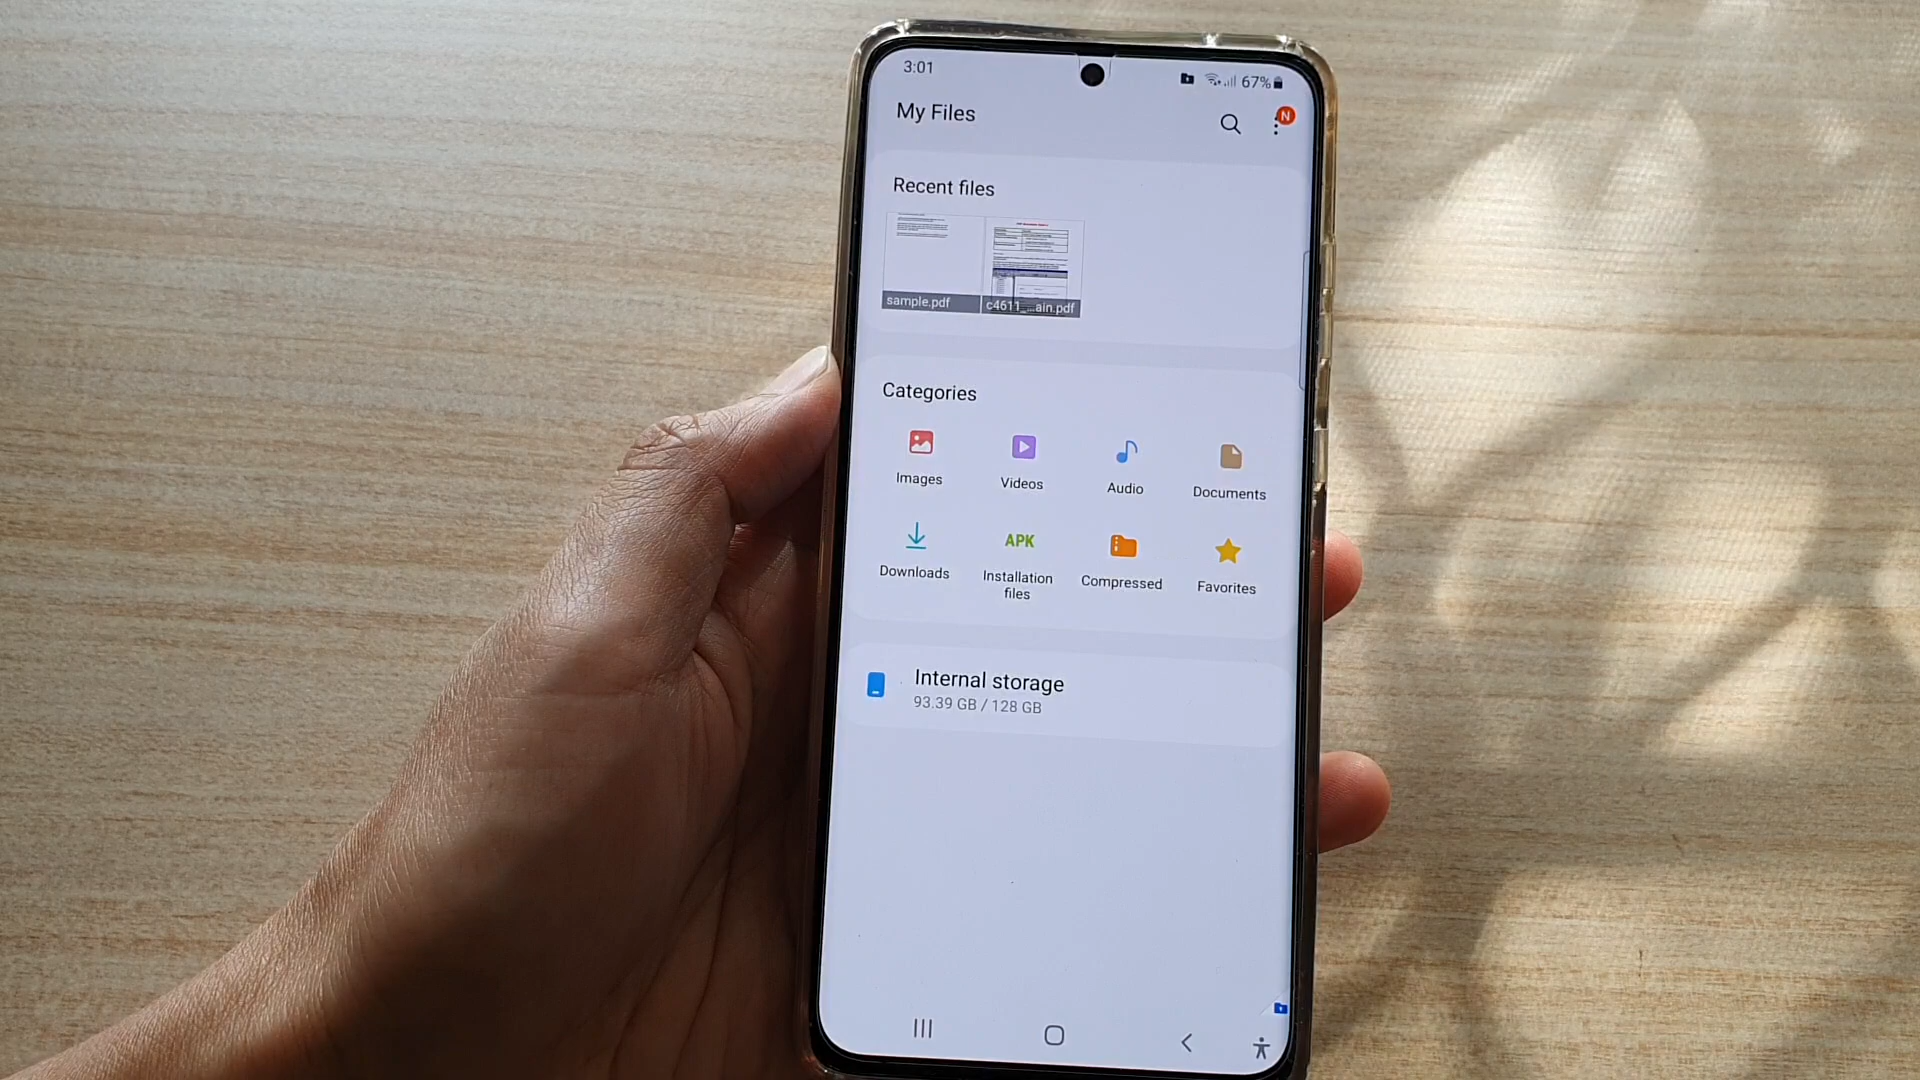 3:01
67%
My Files
N
Recent files
sample.pdf
c4611_...ain.pdf
Categories
Images
Videos
Audio
Documents
APK
Downloads
Installation
files
Compressed
Favorites
Internal storage
93.39 GB / 128 GB